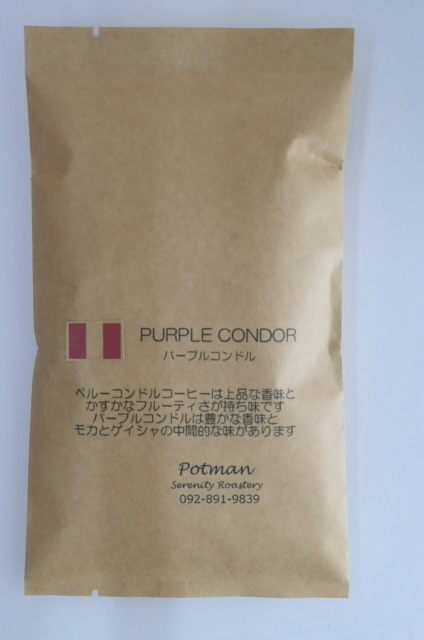 PURPLE CONDOR
パープルコンドル
ペルーコンドルコーヒーは上品な香味と
かすかなフルーティさが持ち味です
パープルコンドルは豊かな香味と
モカとゲイシャの中間的な味があります
Potman
Serenity Roastery
092-891-9839